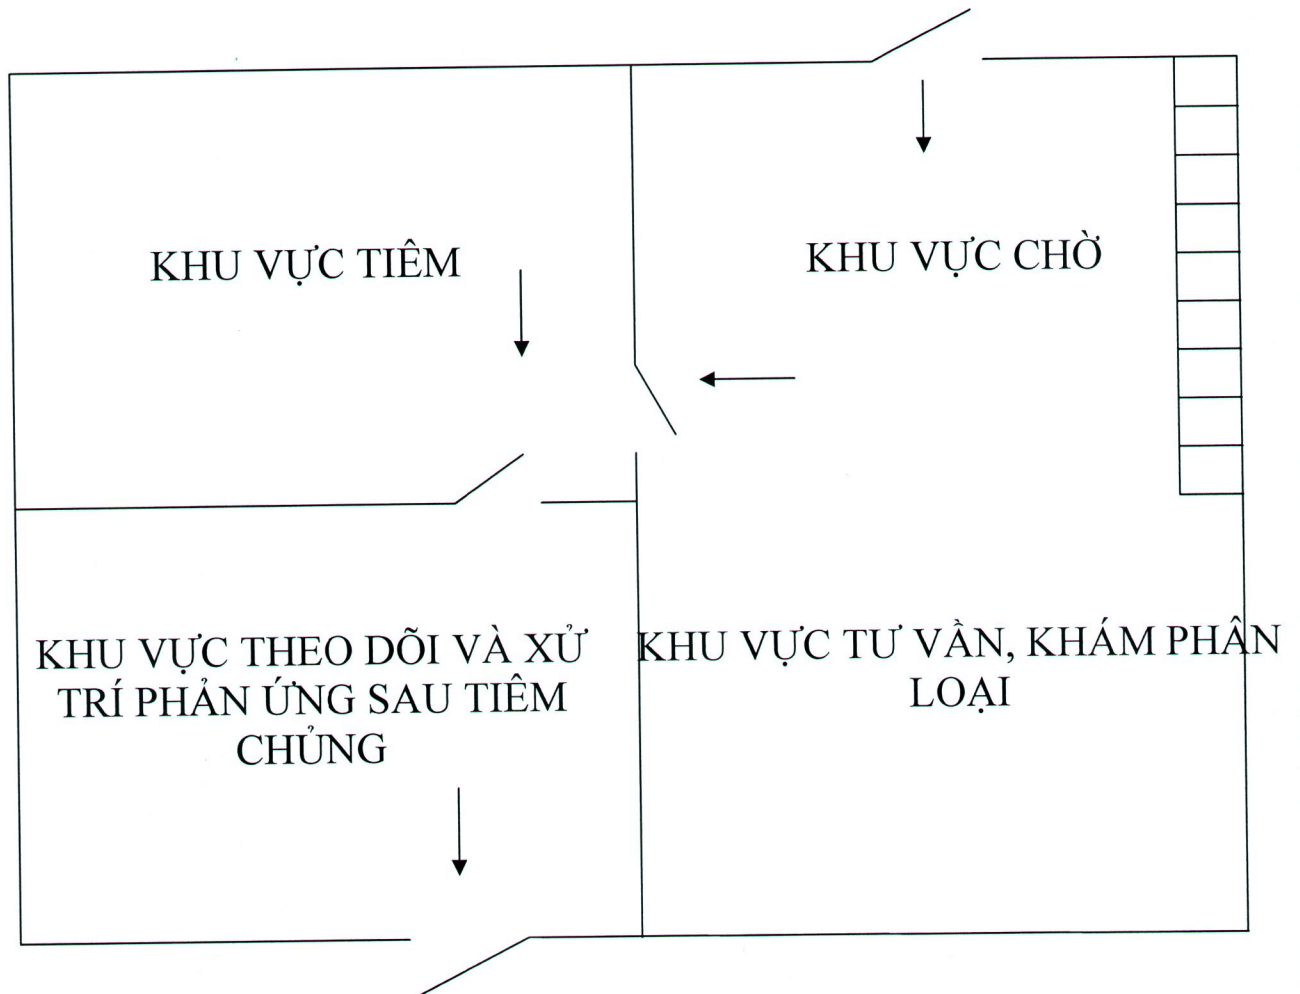 KHU VỰC TIÊM
KHU VỰC CHỜ
KHU VỰC THEO DÕI VÀ XỬ
TRÍ PHẢN ỨNG SAU TIÊM
CHỦNG
KHU VỰC TƯ VẤN, KHÁM PHÂN
LOẠI